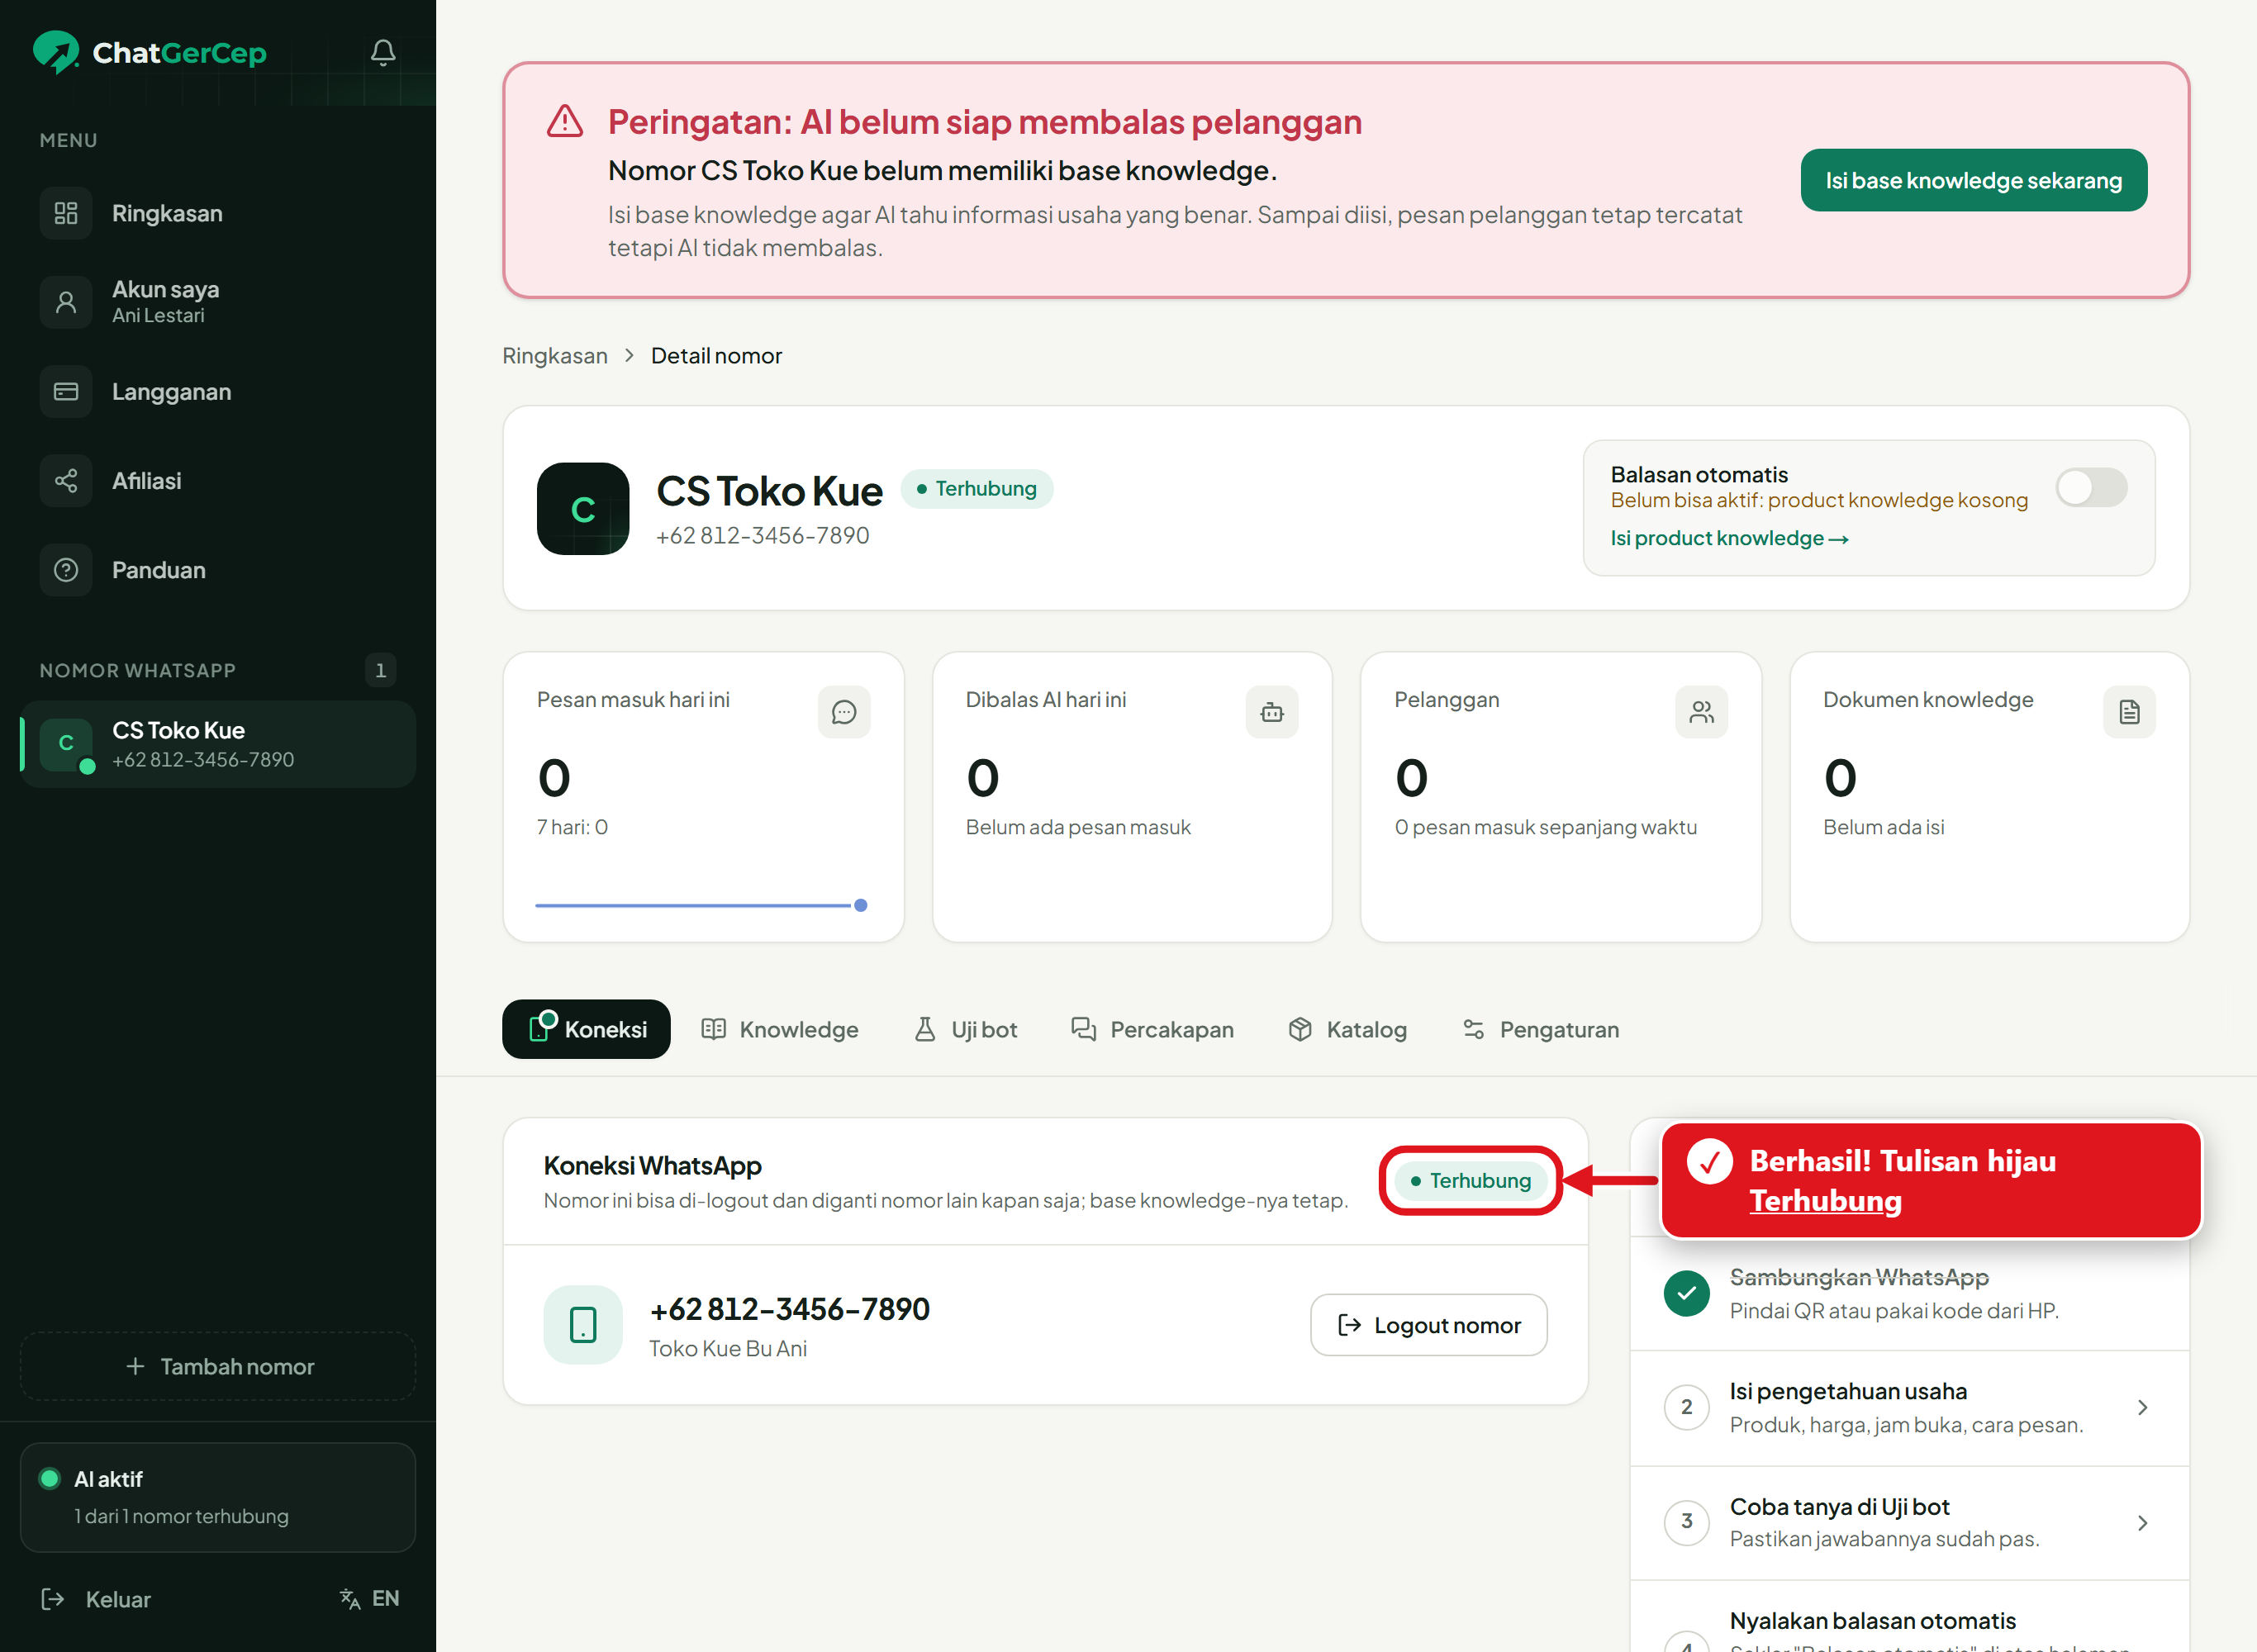 ChatGerCep
MENU
Ringkasan
Akun saya
Ani Lestari
Langganan
Afiliasi
Panduan
NOMOR WHATSAPP
1
C
CS Toko Kue
+62 812-3456-7890
Tambah nomor
AI aktif
1 dari 1 nomor terhubung
Keluar
EN
Peringatan: AI belum siap membalas pelanggan
Nomor CS Toko Kue belum memiliki base knowledge.
Isi base knowledge agar AI tahu informasi usaha yang benar. Sampai diisi, pesan pelanggan tetap tercatat
tetapi AI tidak membalas.
Isi base knowledge sekarang
Ringkasan > Detail nomor
C
CS Toko Kue
Terhubung
+62 812-3456-7890
Balasan otomatis
Belum bisa aktif: product knowledge kosong
Isi product knowledge →
Pesan masuk hari ini
0
7 hari: 0
Dibalas AI hari ini
0
Belum ada pesan masuk
Pelanggan
0
0 pesan masuk sepanjang waktu
Dokumen knowledge
0
Belum ada isi
Koneksi
Knowledge
Uji bot
Percakapan
Katalog
Pengaturan
Koneksi WhatsApp
Nomor ini bisa di-logout dan diganti nomor lain kapan saja; base knowledge-nya tetap.
Terhubung
+62 812-3456-7890
Toko Kue Bu Ani
Logout nomor
Berhasil! Tulisan hijau
Terhubung
Sambungkan WhatsApp
Pindai QR atau pakai kode dari HP.
2
Isi pengetahuan usaha
Produk, harga, jam buka, cara pesan.
3
Coba tanya di Uji bot
Pastikan jawabannya sudah pas.
4
Nyalakan balasan otomatis